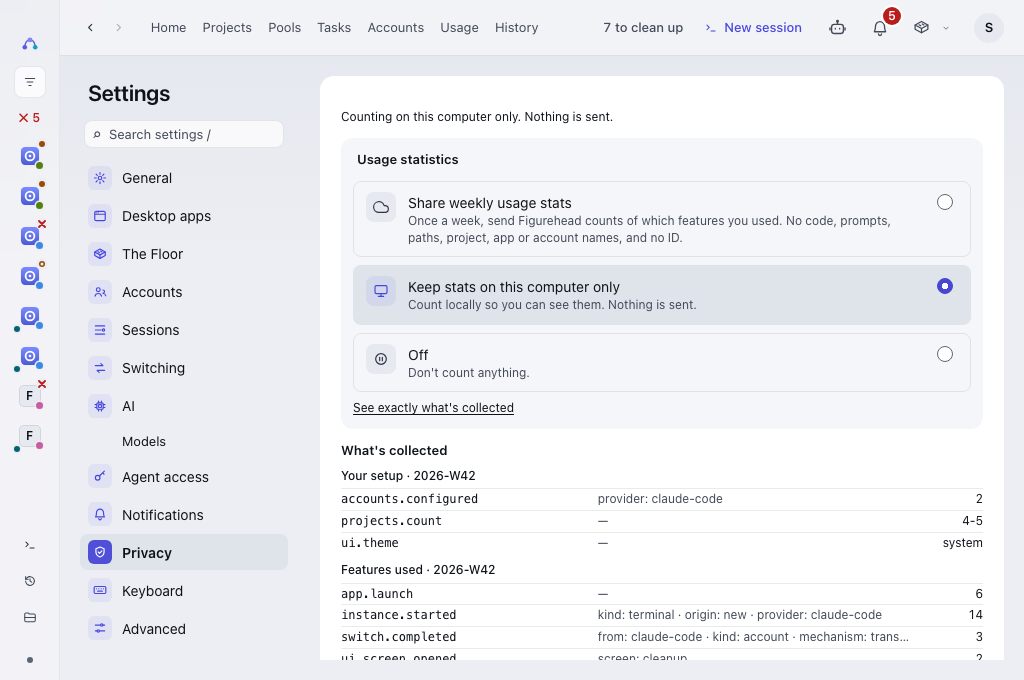 Home Projects Pools Tasks Accounts Usage History 7 to clean up New session 5 S
5
F
F
Settings
Search settings /
General
Desktop apps
The Floor
Accounts
Sessions
Switching
AI
Models
Agent access
Notifications
Privacy
Keyboard
Advanced
Counting on this computer only. Nothing is sent.
Usage statistics
Share weekly usage stats
Once a week, send Figurehead counts of which features you used. No code, prompts,
paths, project, app or account names, and no ID.
Keep stats on this computer only
Count locally so you can see them. Nothing is sent.
Off
Don't count anything.
See exactly what's collected
What's collected
Your setup · 2026-W42
accounts.configured provider: claude-code 2
projects.count — 4-5
ui.theme — system
Features used · 2026-W42
app.launch — 6
instance.started kind: terminal · origin: new · provider: claude-code 14
switch.completed from: claude-code · kind: account · mechanism: trans... 3
ui.screen_opened screen: cleanup 2